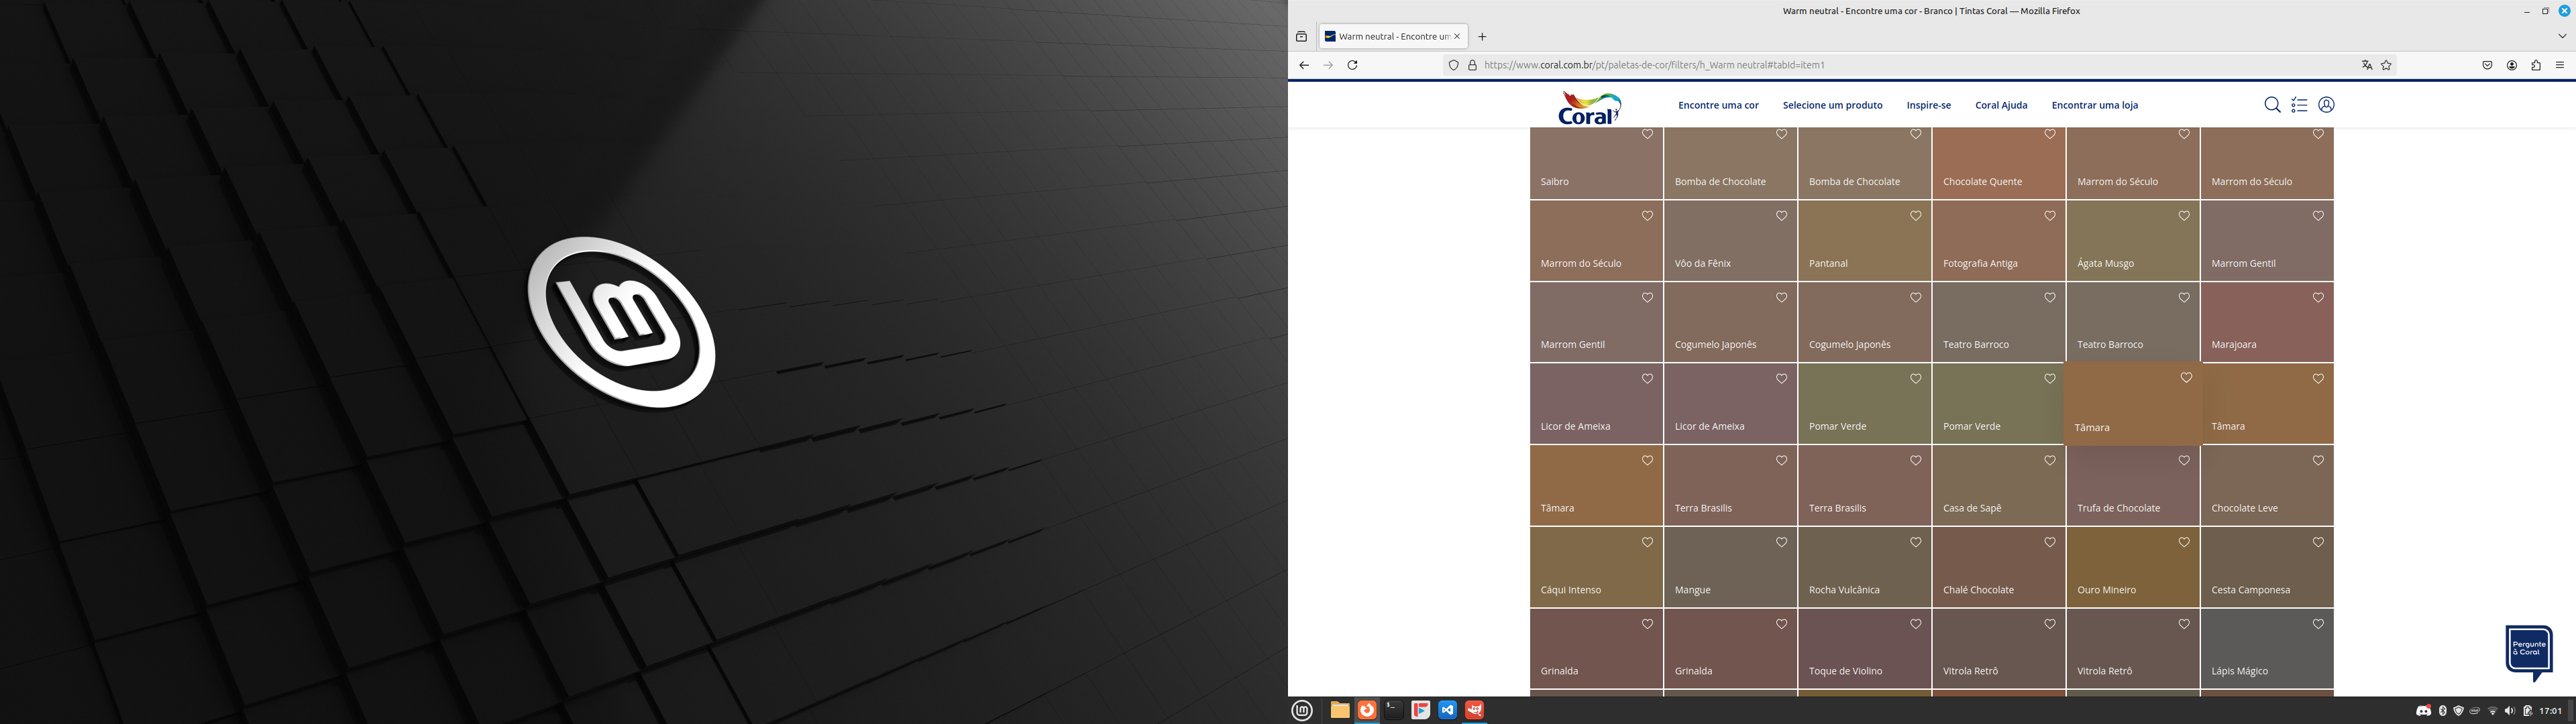 Warm neutral - Encontre uma cor - Branco | Tintas Coral — Mozilla Firefox
Warm neutral - Encontre um
https://www.coral.com.br/pt/paletas-de-cor/filters/h_Warm neutral#tabId=item1
Coral
Encontre uma cor Selecione um produto Inspire-se Coral Ajuda Encontrar uma loja
Saibro Bomba de Chocolate Bomba de Chocolate Chocolate Quente Marrom do Século Marrom do Século
Marrom do Século Vôo da Fênix Pantanal Fotografia Antiga Ágata Musgo Marrom Gentil
Marrom Gentil Cogumelo Japonês Cogumelo Japonês Teatro Barroco Teatro Barroco Marajoara
Licor de Ameixa Licor de Ameixa Pomar Verde Pomar Verde Tâmara Tâmara
Tâmara Terra Brasilis Terra Brasilis Casa de Sapê Trufa de Chocolate Chocolate Leve
Cáqui Intenso Mangue Rocha Vulcânica Chalé Chocolate Ouro Mineiro Cesta Camponesa
Grinalda Grinalda Toque de Violino Vitrola Retrô Vitrola Retrô Lápis Mágico
Pergunte
à Coral
17:01